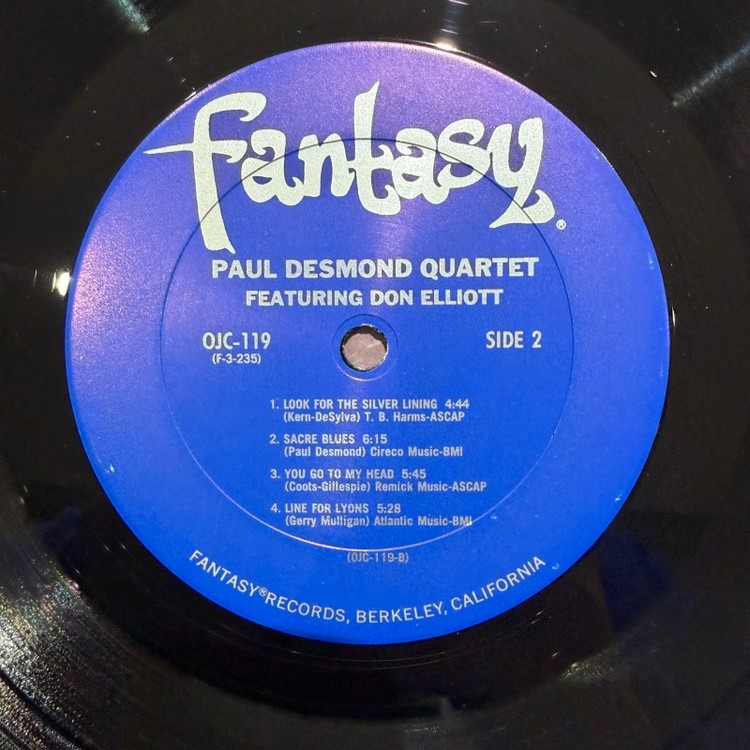 fantasy®
PAUL DESMOND QUARTET
FEATURING DON ELLIOTT
OJC-119 SIDE 2
(F-3-235)
1. LOOK FOR THE SILVER LINING 4:44
(Kern-DeSylva) T. B. Harms-ASCAP
2. SACRE BLUES 6:15
(Paul Desmond) Cireco Music-BMI
3. YOU GO TO MY HEAD 5:45
(Coots-Gillespie) Remick Music-ASCAP
4. LINE FOR LYONS 5:28
(Gerry Mulligan) Atlantic Music-BMI
(OJC-119-B)
FANTASY® RECORDS, BERKELEY, CALIFORNIA